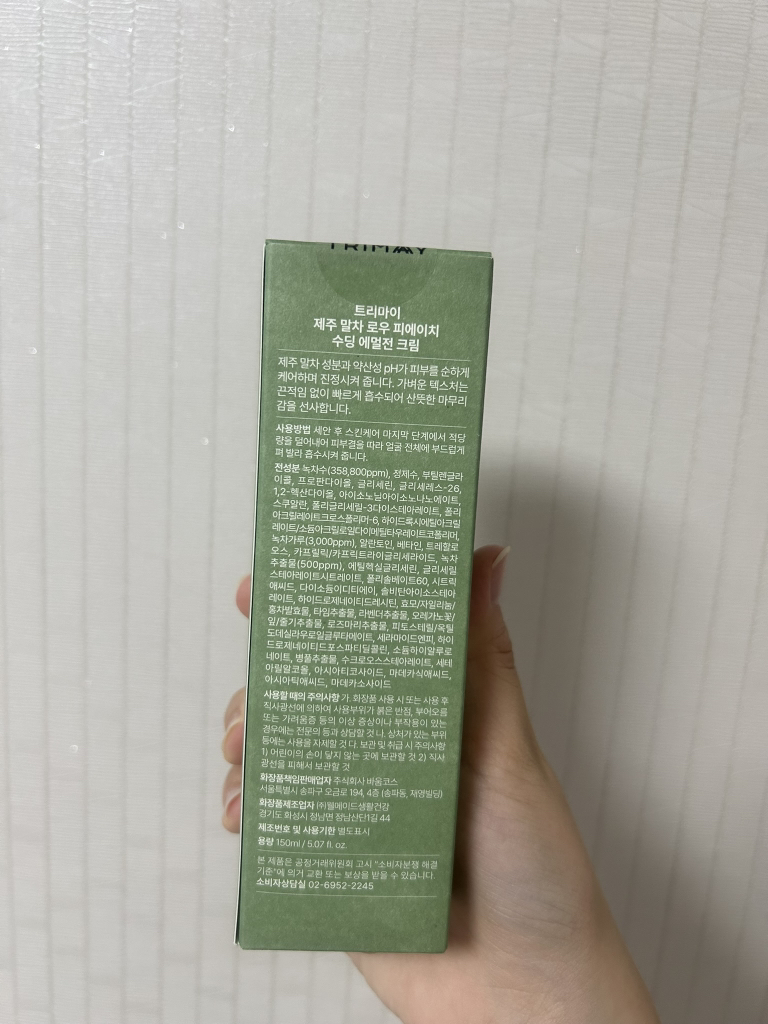 TRIMAY
트리마이
제주 말차 로우 피에이치
수딩 에멀전 크림
제주 말차 성분과 약산성 pH가 피부를 순하게
케어하며 진정시켜 줍니다. 가벼운 텍스처는
끈적임 없이 빠르게 흡수되어 산뜻한 마무리
감을 선사합니다.
사용방법 세안 후 스킨케어 마지막 단계에서 적당
량을 덜어내어 피부결을 따라 얼굴 전체에 부드럽게
펴 발라 흡수시켜 줍니다.
전성분 녹차수(358,800ppm), 정제수, 부틸렌글라
이콜, 프로판다이올, 글리세린, 글리세레스-26,
1,2-헥산다이올, 아이소노닐아이소노나노에이트,
스쿠알란, 폴리글리세릴-3다이스테아레이트, 폴리
아크릴레이트크로스폴리머-6, 하이드록시에틸아크릴
레이트/소듐아크릴로일다이메틸타우레이트코폴리머,
녹차가루(3,000ppm), 알란토인, 베타인, 트레할로
오스, 카프릴릭/카프릭트라이글리세라이드, 녹차
추출물(500ppm), 에틸헥실글리세린, 글리세릴
스테아레이트시트레이트, 폴리솔베이트60, 시트릭
애씨드, 다이소듐이디티에이, 솔비탄아이소스테아
레이트, 하이드로제네이티드레시틴, 효모/자일리눔/
홍차발효물, 타임추출물, 라벤더추출물, 오레가노꽃/
잎/줄기추출물, 로즈마리추출물, 피토스테릴/옥틸
도데실라우로일글루타메이트, 세라마이드엔피, 하이
드로제네이티드포스파티딜콜린, 소듐하이알루로
네이트, 병풀추출물, 수크로오스스테아레이트, 세테
아릴알코올, 아시아티코사이드, 마데카식애씨드,
아시아틱애씨드, 마데카소사이드
사용할 때의 주의사항 가. 화장품 사용 시 또는 사용 후
직사광선에 의하여 사용부위가 붉은 반점, 부어오름
또는 가려움증 등의 이상 증상이나 부작용이 있는
경우에는 전문의 등과 상담할 것 나. 상처가 있는 부위
등에는 사용을 자제할 것 다. 보관 및 취급 시 주의사항
1) 어린이의 손이 닿지 않는 곳에 보관할 것 2) 직사
광선을 피해서 보관할 것
화장품책임판매업자 주식회사 바움코스
서울특별시 송파구 오금로 194, 4층 (송파동, 채영빌딩)
화장품제조업자 ㈜웰메이드생활건강
경기도 화성시 정남면 정남산단1길 44
제조번호 및 사용기한 별도표시
용량 150ml / 5.07 fl. oz.
본 제품은 공정거래위원회 고시 "소비자분쟁 해결
기준"에 의거 교환 또는 보상을 받을 수 있습니다.
소비자상담실 02-6952-2245